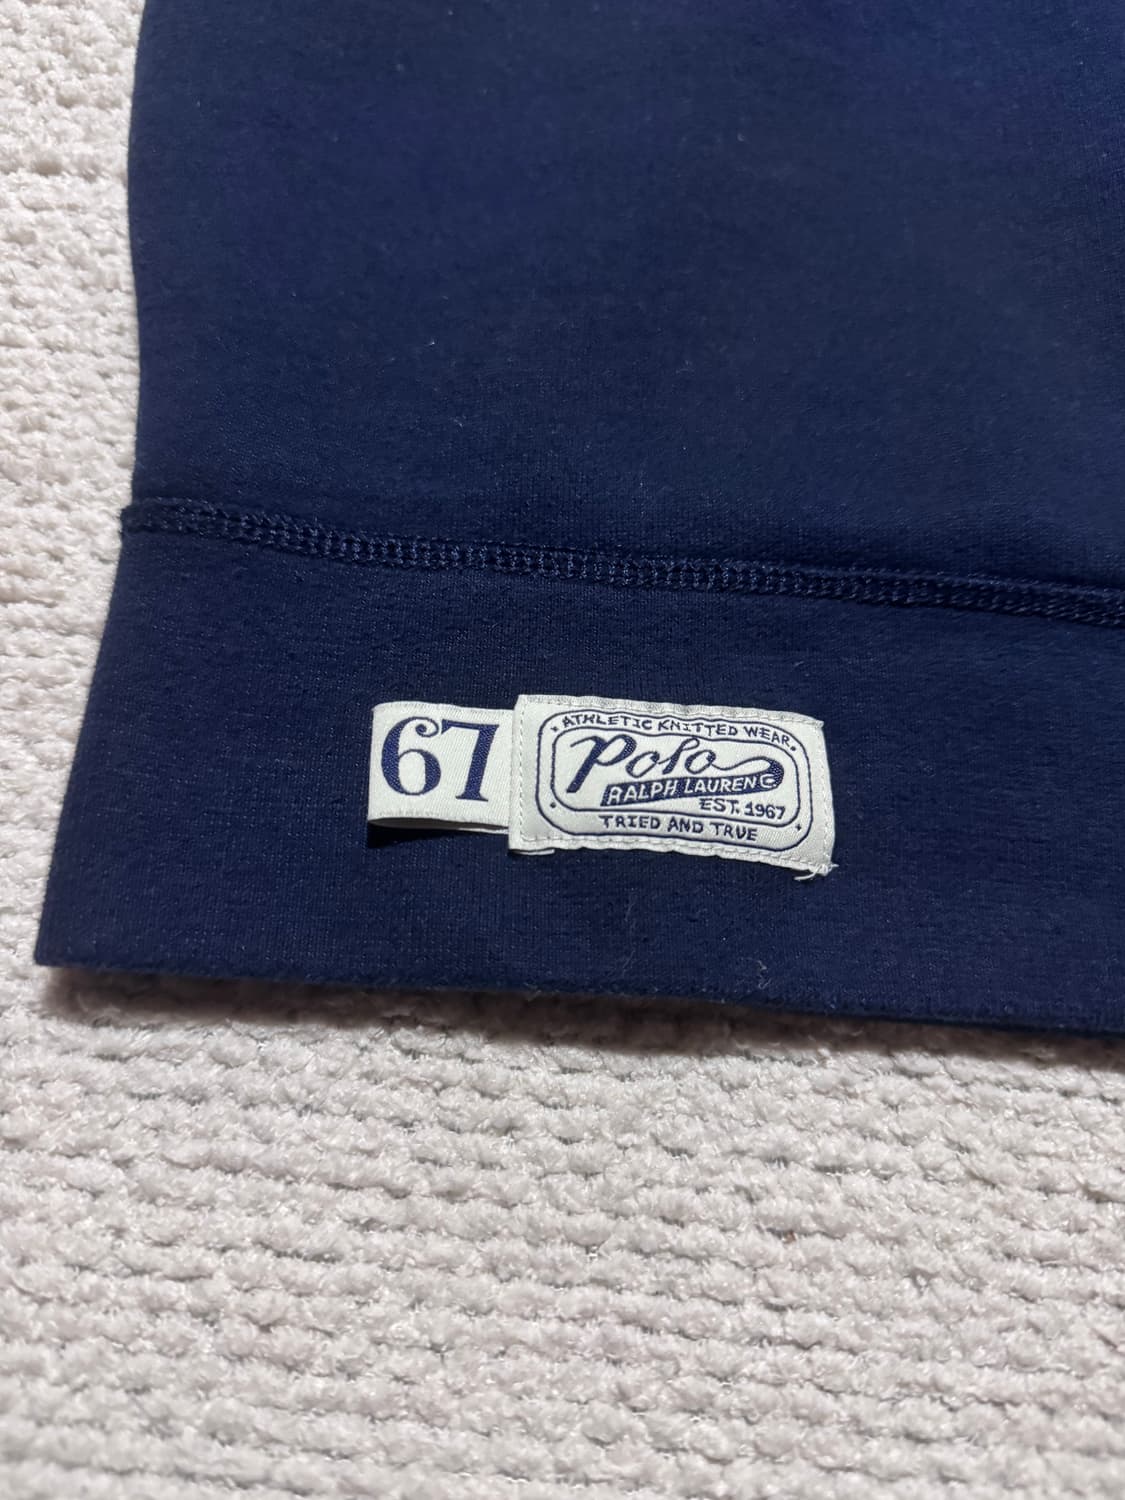 67
ATHLETIC KNITTED WEAR.
Polo
RALPH LAUREN
EST. 1967
TRIED AND TRUE